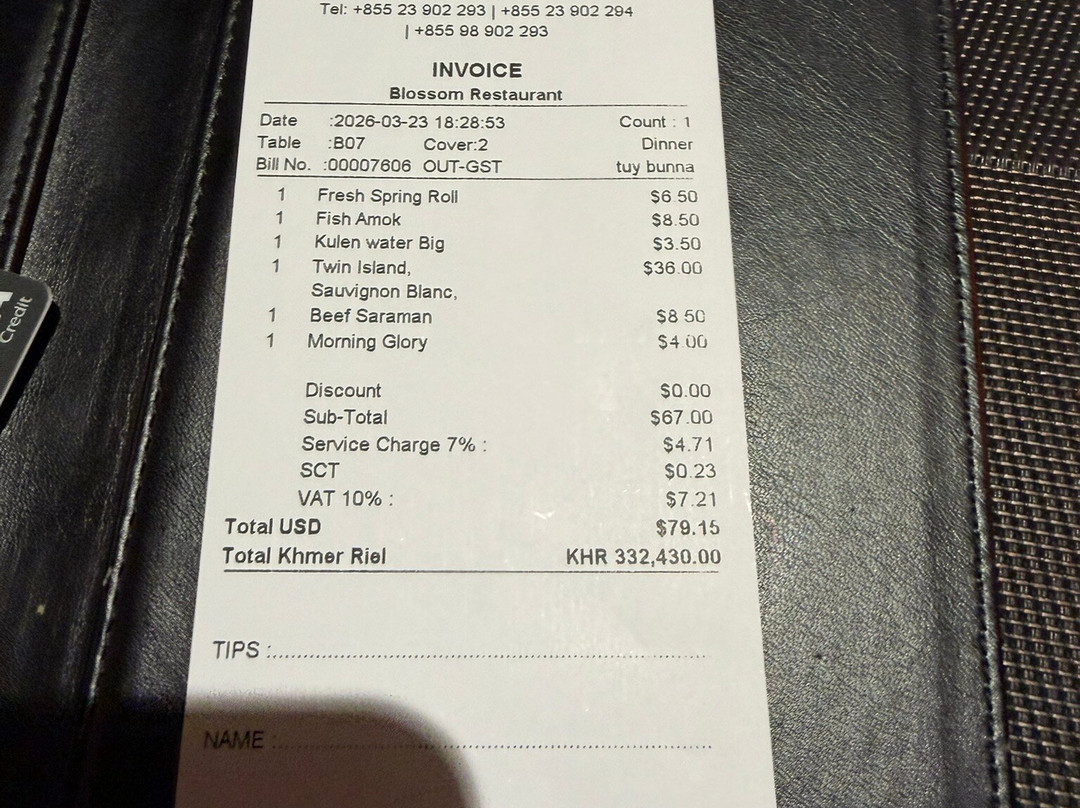 Tel: +855 23 902 293 | +855 23 902 294
| +855 98 902 293
INVOICE
Blossom Restaurant
Date :2026-03-23 18:28:53 Count : 1
Table :B07 Cover:2 Dinner
Bill No. :00007606 OUT-GST tuy bunna
1 Fresh Spring Roll $6.50
1 Fish Amok $8.50
1 Kulen water Big $3.50
1 Twin Island, $36.00
Sauvignon Blanc,
1 Beef Saraman $8.50
1 Morning Glory $4.00
Discount $0.00
Sub-Total $67.00
Service Charge 7% : $4.71
SCT $0.23
VAT 10% : $7.21
Total USD $79.15
Total Khmer Riel KHR 332,430.00
TIPS :
NAME :
Credit